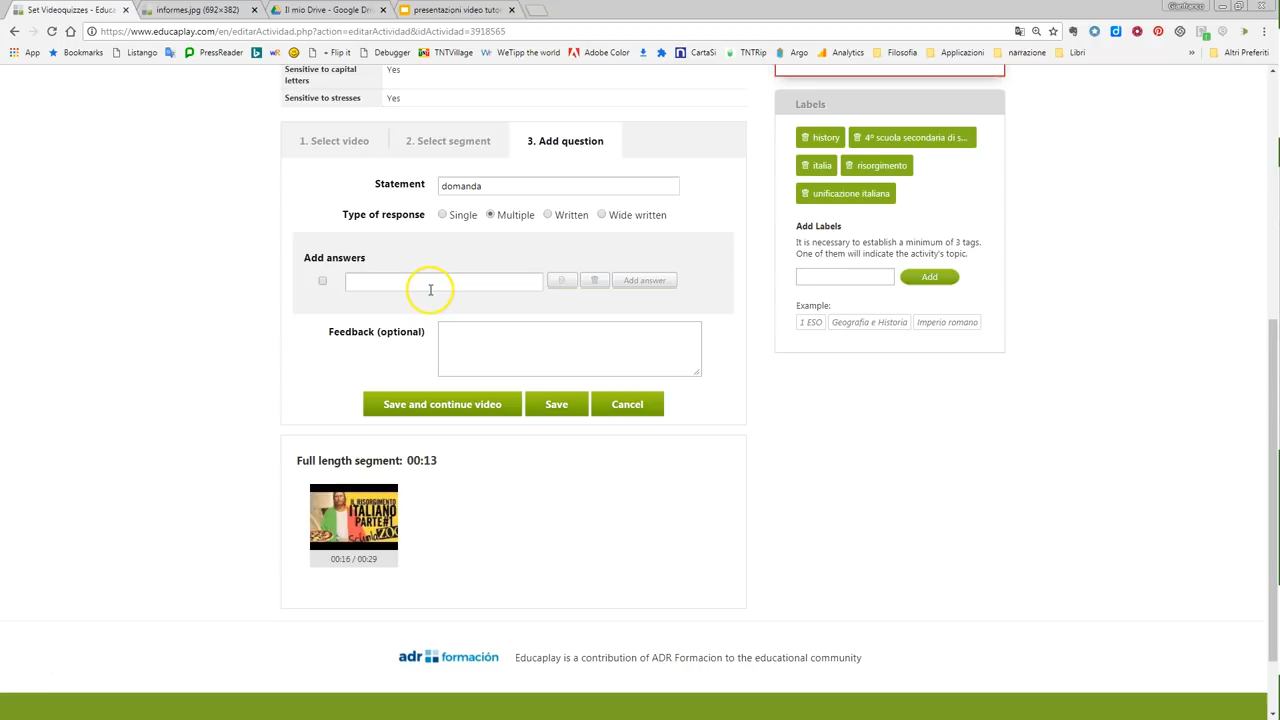 Set Videoquizzes - Educa
informes.jpg (692×382)
Il mio Drive - Google Dri
presentazioni video tuto
Gianfranco
https://www.educaplay.com/en/editarActividad.php?action=editarActividad&idActividad=3918565
App
Bookmarks
Listango
PressReader
WeVideo
+ Flip it
Debugger
TNTVillage
WeTipp the world
Adobe Color
CartaSi
TNTRip
Argo
Analytics
Filosofia
Applicazioni
narrazione
Libri
»
Altri Preferiti
Sensitive to capital
letters
Yes
Sensitive to stresses
Yes
1. Select video
2. Select segment
3. Add question
Statement
domanda
Type of response
Single
Multiple
Written
Wide written
Add answers
Add answer
Feedback (optional)
Save and continue video
Save
Cancel
Full length segment: 00:13
IL RISORGIMENTO
ITALIANO
PARTE#1
00:16 / 00:29
Labels
history
4º scuola secondaria di s...
italia
risorgimento
unificazione italiana
Add Labels
It is necessary to establish a minimum of 3 tags.
One of them will indicate the activity's topic.
Add
Example:
1 ESO
Geografia e Historia
Imperio romano
adr formación
Educaplay is a contribution of ADR Formacion to the educational community